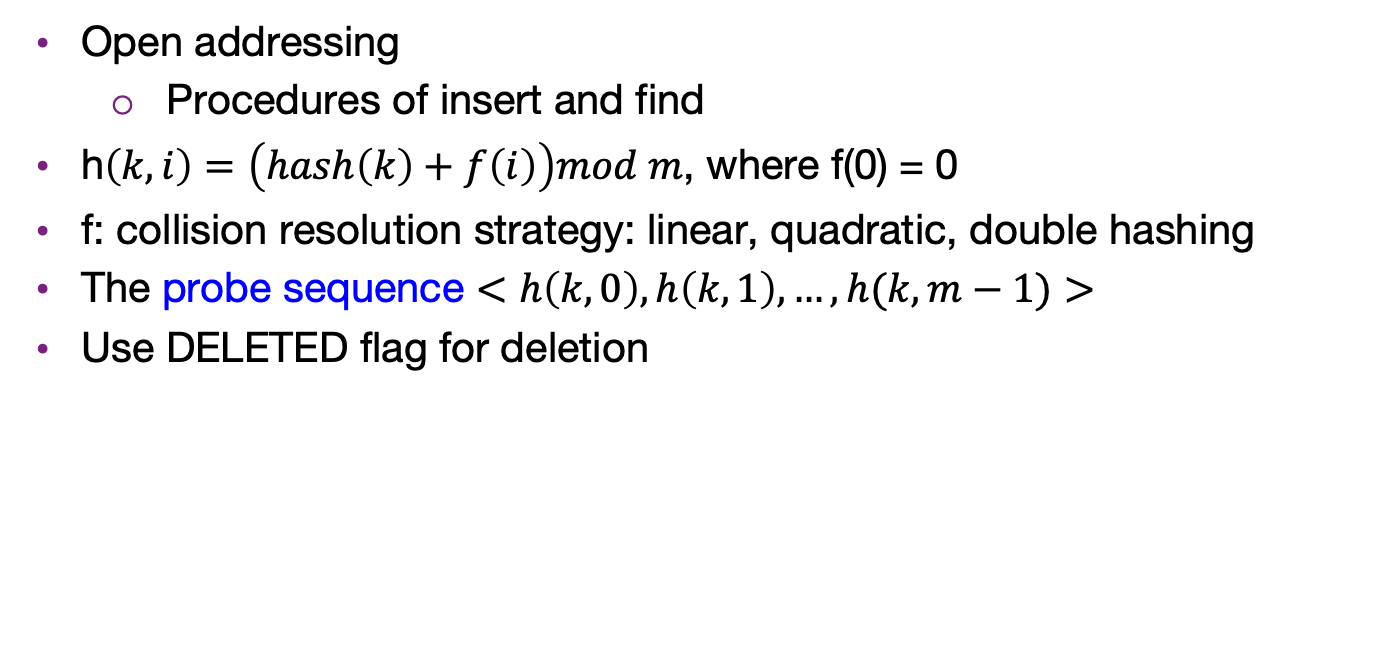 • Open addressing
○ Procedures of insert and find
• h(k, i) = (hash(k) + f(i))mod m, where f(0) = 0
• f: collision resolution strategy: linear, quadratic, double hashing
• The probe sequence < h(k, 0), h(k, 1), … , h(k, m − 1) >
• Use DELETED flag for deletion